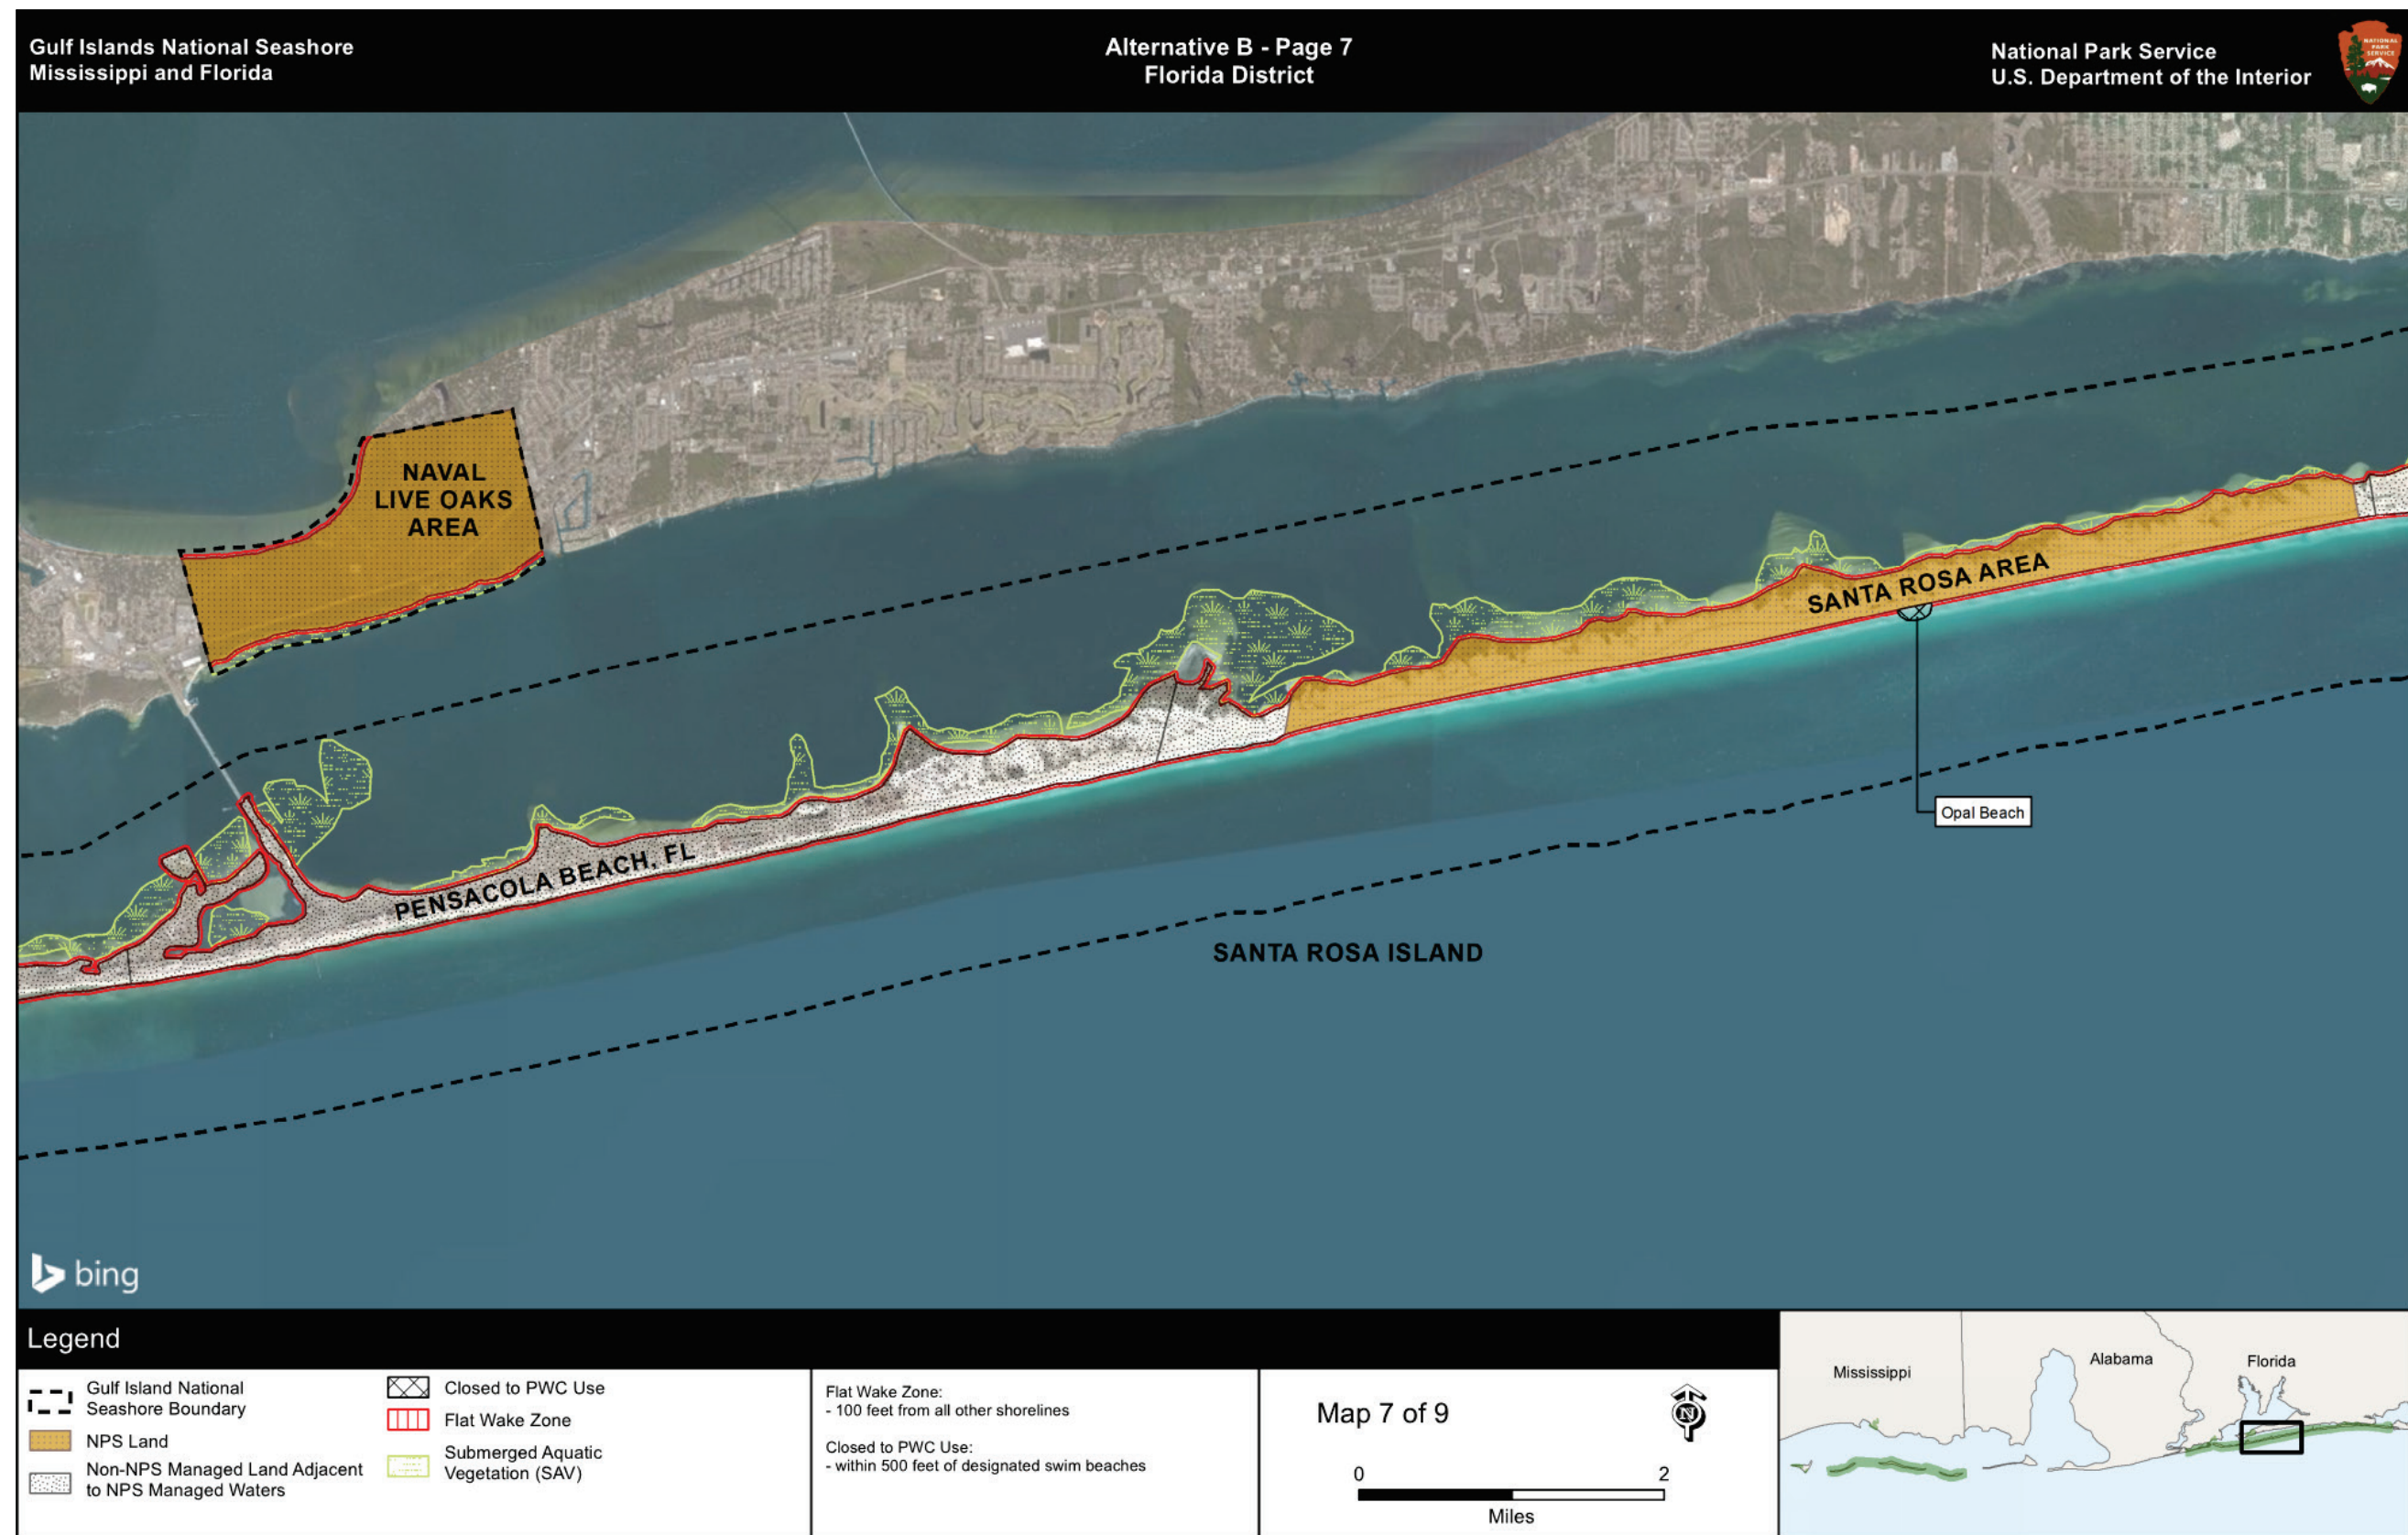 Gulf Islands National Seashore
Mississippi and Florida
Alternative B - Page 7
Florida District
National Park Service
U.S. Department of the Interior
NATIONAL
PARK
SERVICE
NAVAL
LIVE OAKS
AREA
SANTA ROSA AREA
Opal Beach
PENSACOLA BEACH, FL
SANTA ROSA ISLAND
bing
Legend
Gulf Island National
Seashore Boundary
NPS Land
Non-NPS Managed Land Adjacent
to NPS Managed Waters
Closed to PWC Use
Flat Wake Zone
Submerged Aquatic
Vegetation (SAV)
Flat Wake Zone:
- 100 feet from all other shorelines
Closed to PWC Use:
- within 500 feet of designated swim beaches
Map 7 of 9
N
0 2
Miles
Mississippi
Alabama
Florida